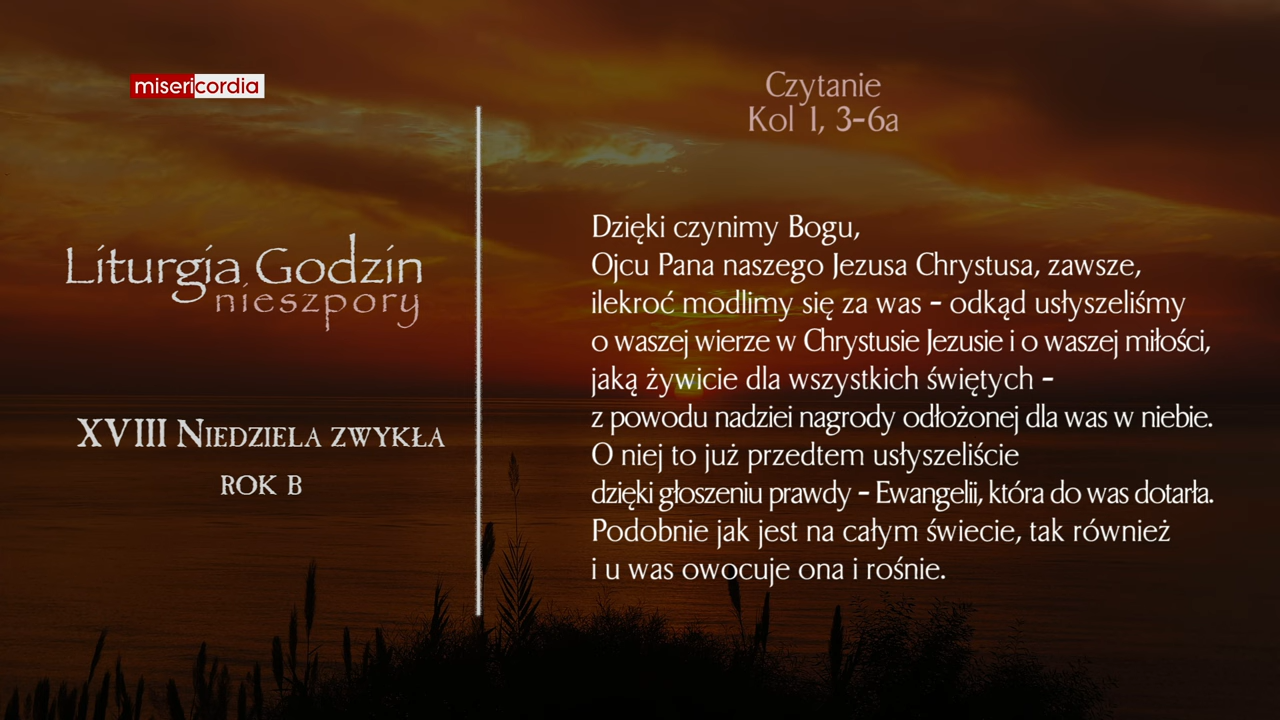 misericordia
Liturgia Godzin
nieszpory
XVIII Niedziela zwykła
rok B
Czytanie
Kol 1, 3-6a
Dzięki czynimy Bogu,
Ojcu Pana naszego Jezusa Chrystusa, zawsze,
ilekroć modlimy się za was - odkąd usłyszeliśmy
o waszej wierze w Chrystusie Jezusie i o waszej miłości,
jaką żywicie dla wszystkich świętych -
z powodu nadziei nagrody odłożonej dla was w niebie.
O niej to już przedtem usłyszeliście
dzięki głoszeniu prawdy - Ewangelii, która do was dotarła.
Podobnie jak jest na całym świecie, tak również
i u was owocuje ona i rośnie.